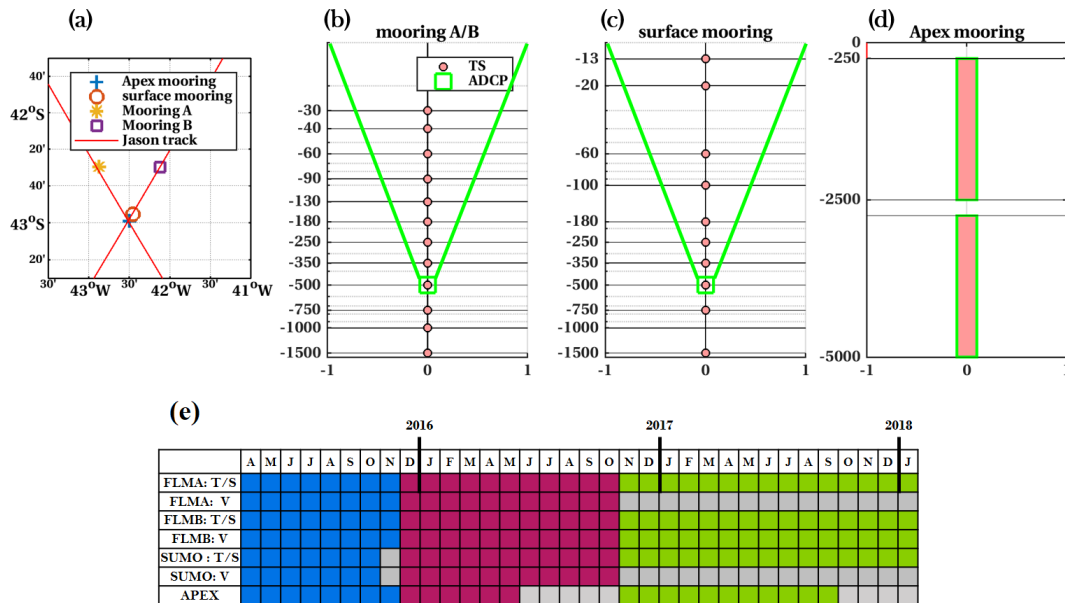 (a)
40'
42°S
20'
40'
43°S
20'
30' 43°W 30' 42°W 30' 41°W
Apex mooring
surface mooring
Mooring A
Mooring B
Jason track
(b)
mooring A/B
TS
ADCP
-30
-40
-60
-90
-130
-180
-250
-350
-500
-750
-1000
-1500
-1 0 1
(c)
surface mooring
-13
-20
-60
-100
-180
-250
-350
-500
-750
-1000
-1500
-1 0 1
(d)
Apex mooring
0
-250
-2500
-5000
0 1
(e)
2016 2017 2018
A M J J A S O N D J F M A M J J A S O N D J F M A M J J A S O N D J
FLMA: T/S
FLMA: V
FLMB: T/S
FLMB: V
SUMO : T/S
SUMO: V
APEX